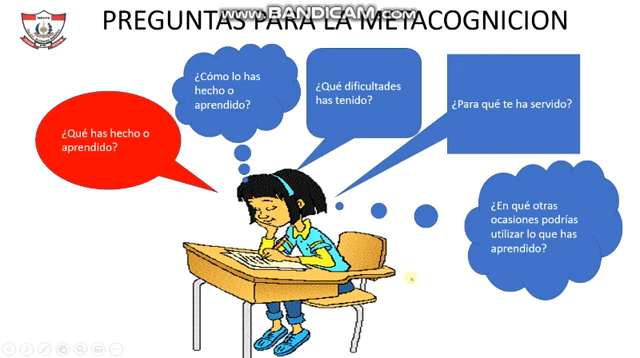 www.BANDICAM.com
PREGUNTAS PARA LA METACOGNICION
¿Qué has hecho o
aprendido?
¿Cómo lo has
hecho o
aprendido?
¿Qué dificultades
has tenido?
¿Para qué te ha servido?
¿En qué otras
ocasiones podrías
utilizar lo que has
aprendido?